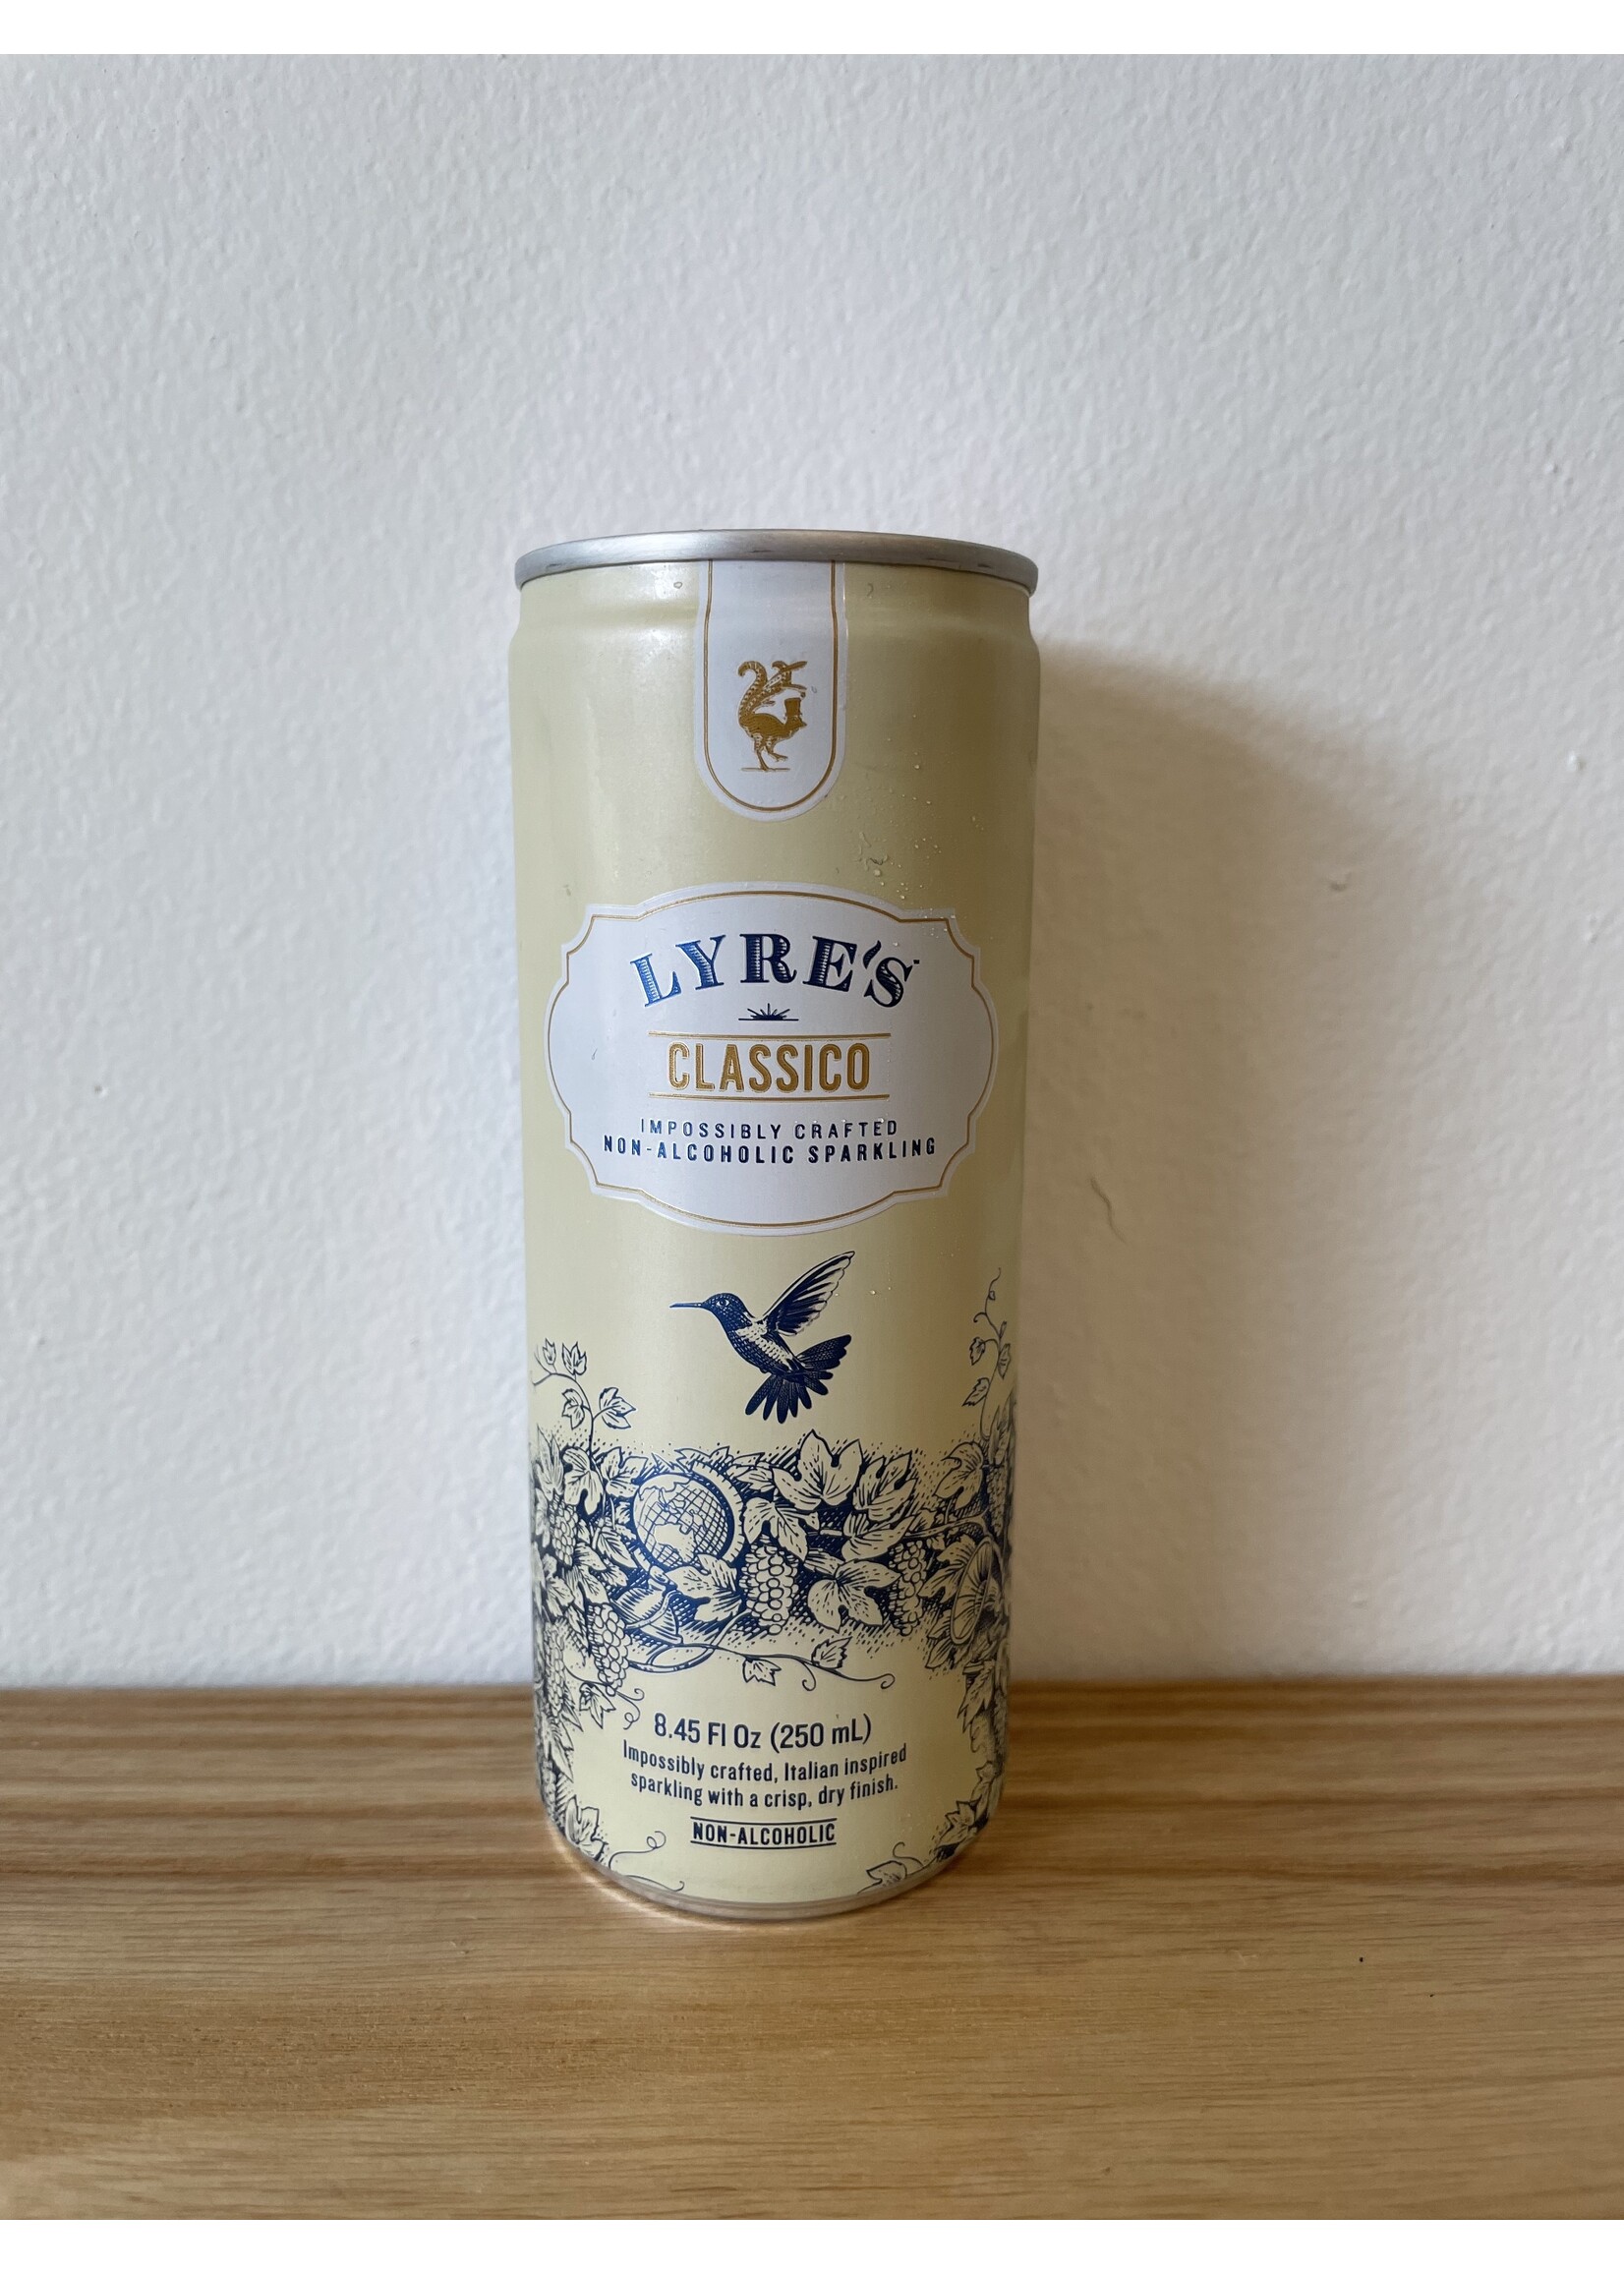 LYRE'S
CLASSICO
IMPOSSIBLY CRAFTED
NON-ALCOHOLIC SPARKLING
8.45 Fl Oz (250 mL)
Impossibly crafted, Italian inspired
sparkling with a crisp, dry finish.
NON-ALCOHOLIC